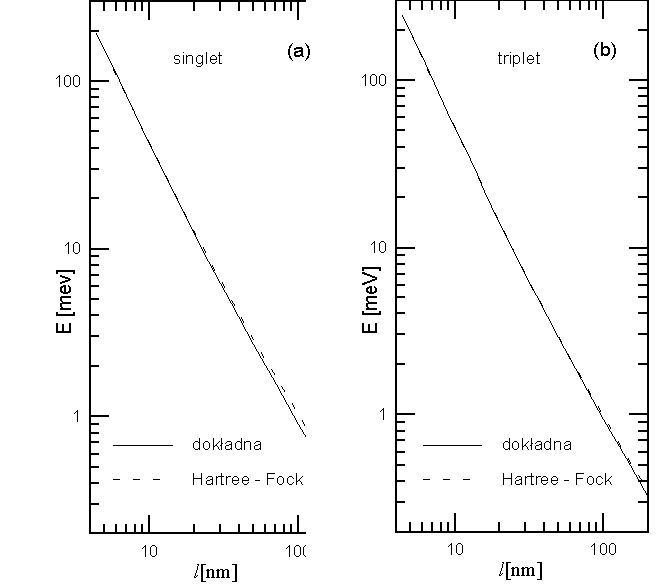 singlet (a)
100
10
1
E [mev]
dokładna
Hartree - Fock
10 100
l[nm]
triplet (b)
100
10
1
E [meV]
dokładna
Hartree - Fock
10 100
l[nm]